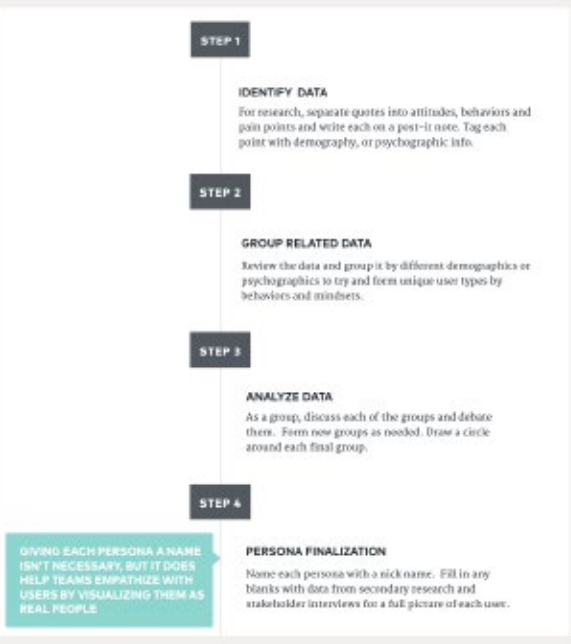 STEP 1
IDENTIFY DATA
For research, separate quotes into attitudes, behaviors and
pain points and write each on a post-it note. Tag each
point with demography, or psychographic info.
STEP 2
GROUP RELATED DATA
Review the data and group it by different demographics or
psychographics to try and form unique user types by
behaviors and mindsets.
STEP 3
ANALYZE DATA
As a group, discuss each of the groups and debate
them. Form new groups as needed. Draw a circle
around each final group.
STEP 4
PERSONA FINALIZATION
Name each persona with a nick name. Fill in any
blanks with data from secondary research and
stakeholder interviews for a full picture of each user.
GIVING EACH PERSONA A NAME
ISN'T NECESSARY, BUT IT DOES
HELP TEAMS EMPATHIZE WITH
USERS BY VISUALIZING THEM AS
REAL PEOPLE